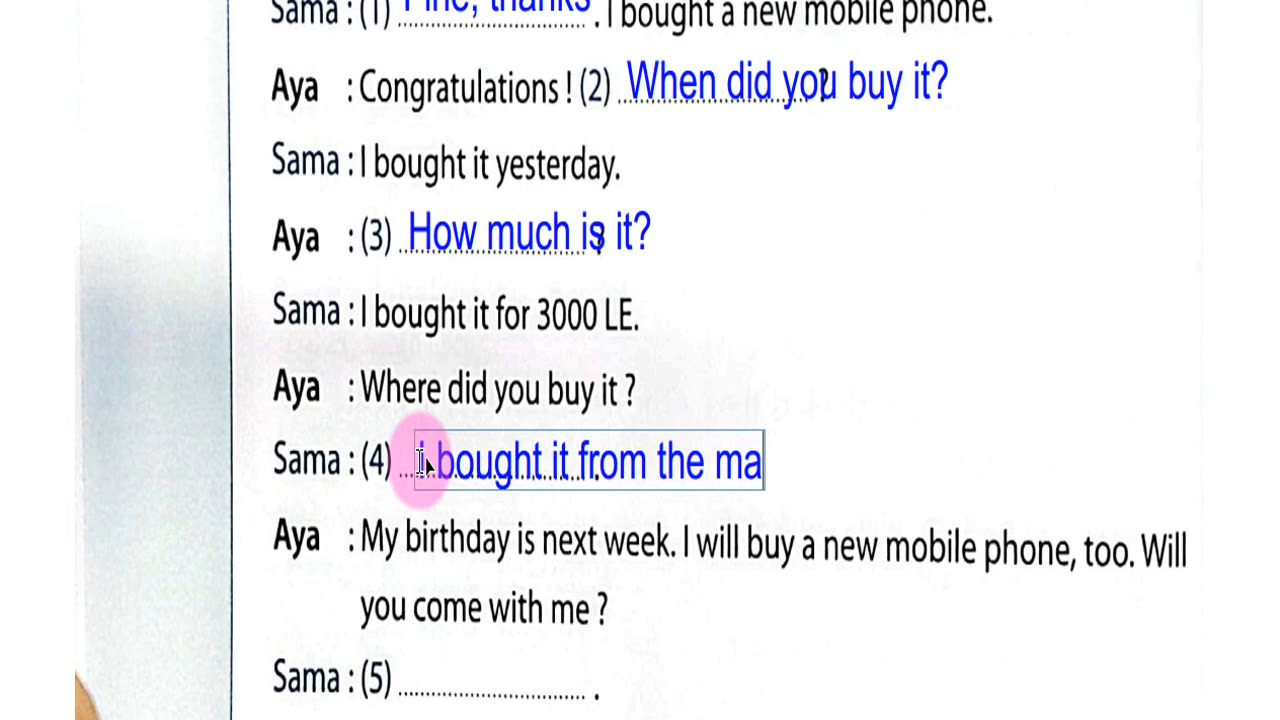 Sama : (1) Fine, thanks . I bought a new mobile phone.
Aya : Congratulations ! (2) When did you buy it? ?
Sama : I bought it yesterday.
Aya : (3) How much is it? ?
Sama : I bought it for 3000 LE.
Aya : Where did you buy it ?
Sama : (4) i bought it from the ma .
Aya : My birthday is next week. I will buy a new mobile phone, too. Will
you come with me ?
Sama : (5) .................................... .